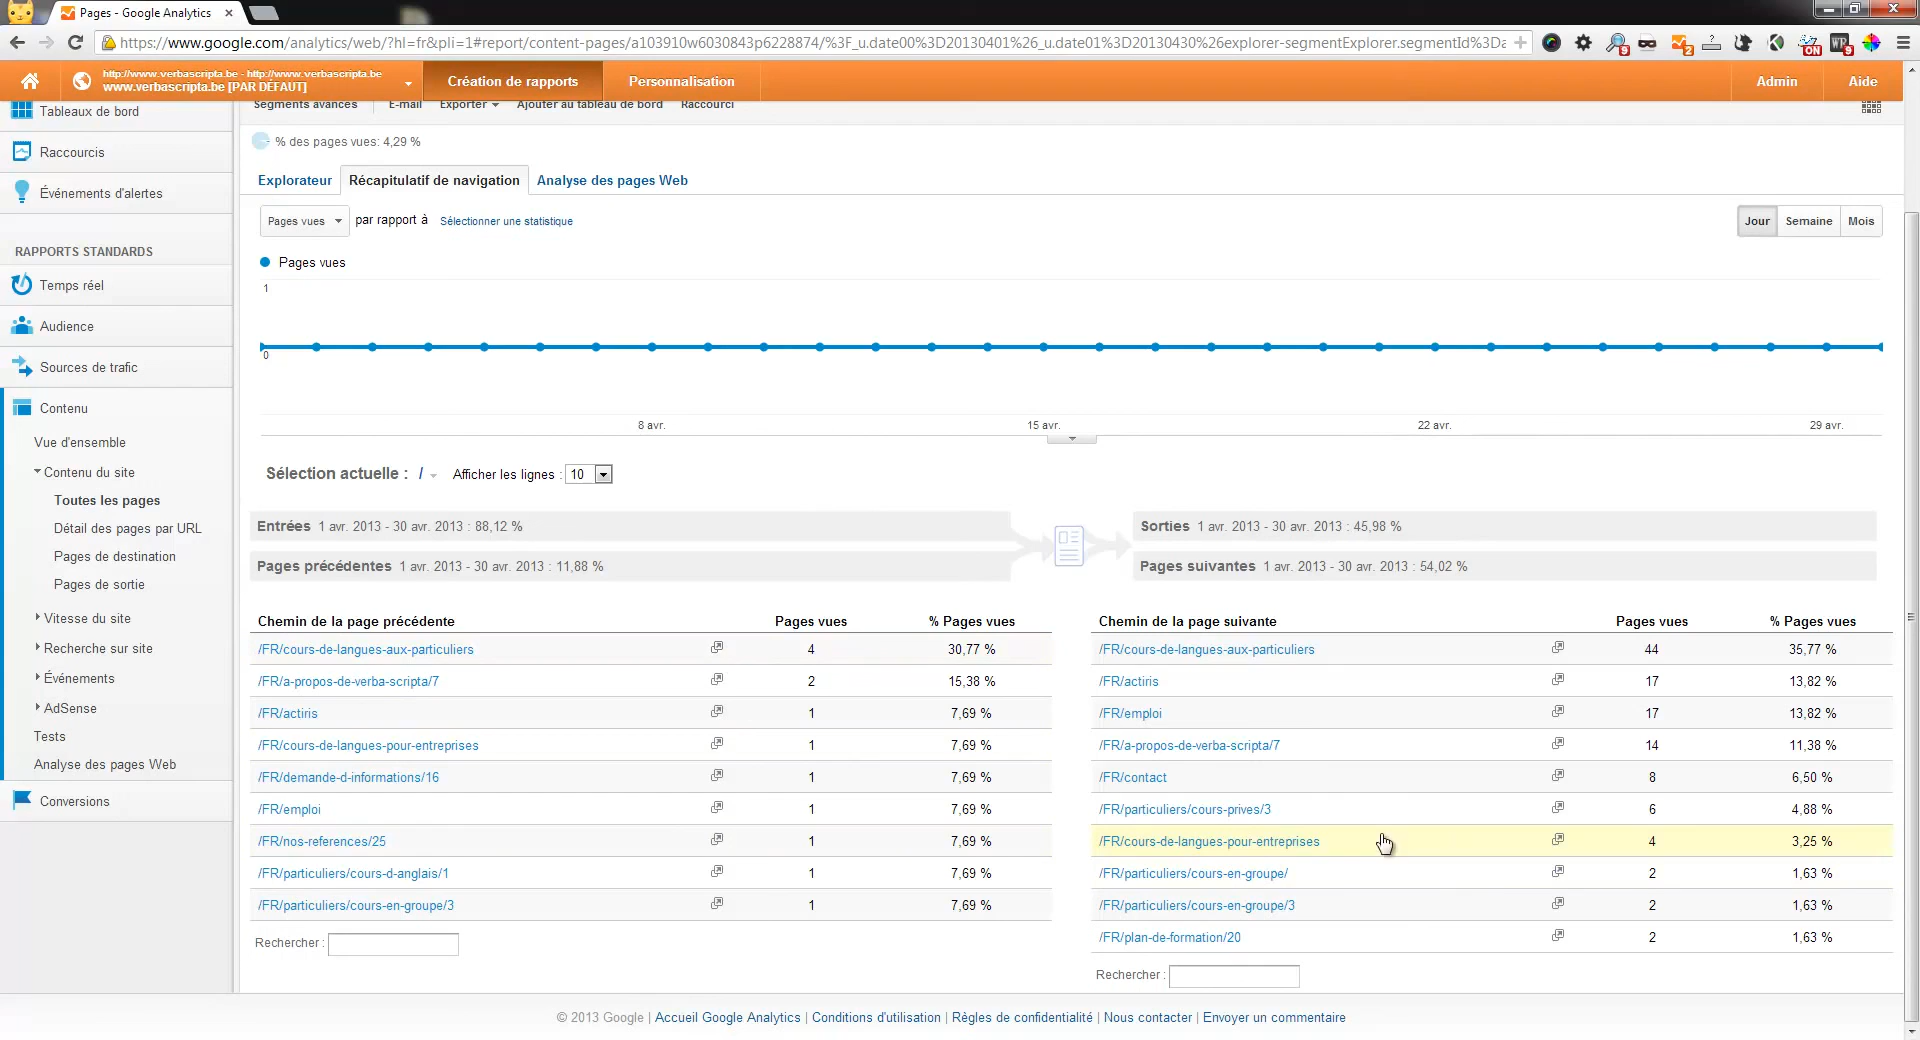 Pages - Google Analytics
https://www.google.com/analytics/web/?hl=fr&pli=1#report/content-pages/a103910w6030843p6228874/%3F_u.date00%3D20130401%26_u.date01%3D20130430%26explorer-segmentExplorer.segmentId%3Da
9
2
ON
9
http://www.verbascripta.be - http://www.verbascripta.be
www.verbascripta.be [PAR DÉFAUT]
Création de rapports
Personnalisation
Admin
Aide
Segments avancés
E-mail
Exporter
Ajouter au tableau de bord
Raccourci
Tableaux de bord
Raccourcis
Événements d'alertes
RAPPORTS STANDARDS
Temps réel
Audience
Sources de trafic
Contenu
Vue d'ensemble
Contenu du site
Toutes les pages
Détail des pages par URL
Pages de destination
Pages de sortie
Vitesse du site
Recherche sur site
Événements
AdSense
Tests
Analyse des pages Web
Conversions
% des pages vues: 4,29 %
Explorateur
Récapitulatif de navigation
Analyse des pages Web
Pages vues
par rapport à
Sélectionner une statistique
Jour
Semaine
Mois
Pages vues
1
0
8 avr.
15 avr.
22 avr.
29 avr.
Sélection actuelle : /
Afficher les lignes : 10
Entrées 1 avr. 2013 - 30 avr. 2013 : 88,12 %
Pages précédentes 1 avr. 2013 - 30 avr. 2013 : 11,88 %
Sorties 1 avr. 2013 - 30 avr. 2013 : 45,98 %
Pages suivantes 1 avr. 2013 - 30 avr. 2013 : 54,02 %
Chemin de la page précédente Pages vues % Pages vues
/FR/cours-de-langues-aux-particuliers 4 30,77 %
/FR/a-propos-de-verba-scripta/7 2 15,38 %
/FR/actiris 1 7,69 %
/FR/cours-de-langues-pour-entreprises 1 7,69 %
/FR/demande-d-informations/16 1 7,69 %
/FR/emploi 1 7,69 %
/FR/nos-references/25 1 7,69 %
/FR/particuliers/cours-d-anglais/1 1 7,69 %
/FR/particuliers/cours-en-groupe/3 1 7,69 %
Rechercher :
Chemin de la page suivante Pages vues % Pages vues
/FR/cours-de-langues-aux-particuliers 44 35,77 %
/FR/actiris 17 13,82 %
/FR/emploi 17 13,82 %
/FR/a-propos-de-verba-scripta/7 14 11,38 %
/FR/contact 8 6,50 %
/FR/particuliers/cours-prives/3 6 4,88 %
/FR/cours-de-langues-pour-entreprises 4 3,25 %
/FR/particuliers/cours-en-groupe/ 2 1,63 %
/FR/particuliers/cours-en-groupe/3 2 1,63 %
/FR/plan-de-formation/20 2 1,63 %
Rechercher :
© 2013 Google | Accueil Google Analytics | Conditions d'utilisation | Règles de confidentialité | Nous contacter | Envoyer un commentaire